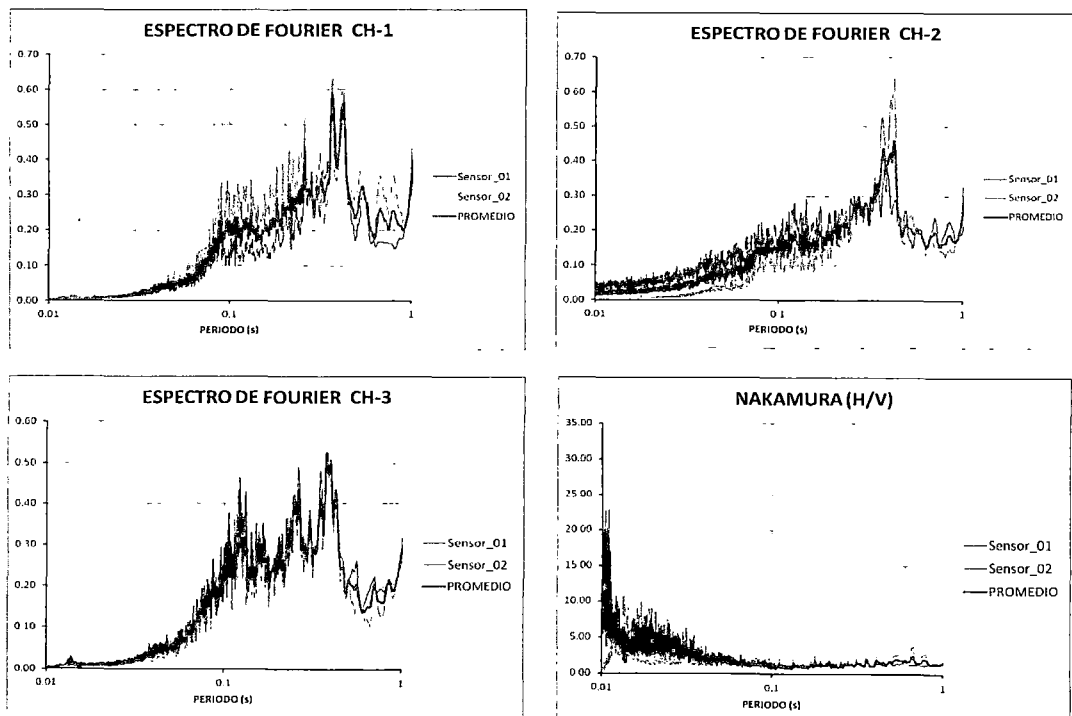 ESPECTRO DE FOURIER CH-1
0.70
0.60
0.50
0.40
0.30
0.20
0.10
0.00
0.01
0.1
1
PERIODO (s)
Sensor_01
Sensor_02
PROMEDIO
ESPECTRO DE FOURIER CH-2
0.70
0.60
0.50
0.40
0.30
0.20
0.10
0.00
0.01
0.1
1
PERIODO (s)
Sensor_01
Sensor_02
PROMEDIO
ESPECTRO DE FOURIER CH-3
0.60
0.50
0.40
0.30
0.20
0.10
0.00
0.01
0.1
1
PERIODO (s)
Sensor_01
Sensor_02
PROMEDIO
NAKAMURA (H/V)
35.00
30.00
25.00
20 00
15.00
10.00
5.00
0 00
0.01
0.1
1
PERIODO (s)
Sensor_01
Sensor_02
PROMEDIO